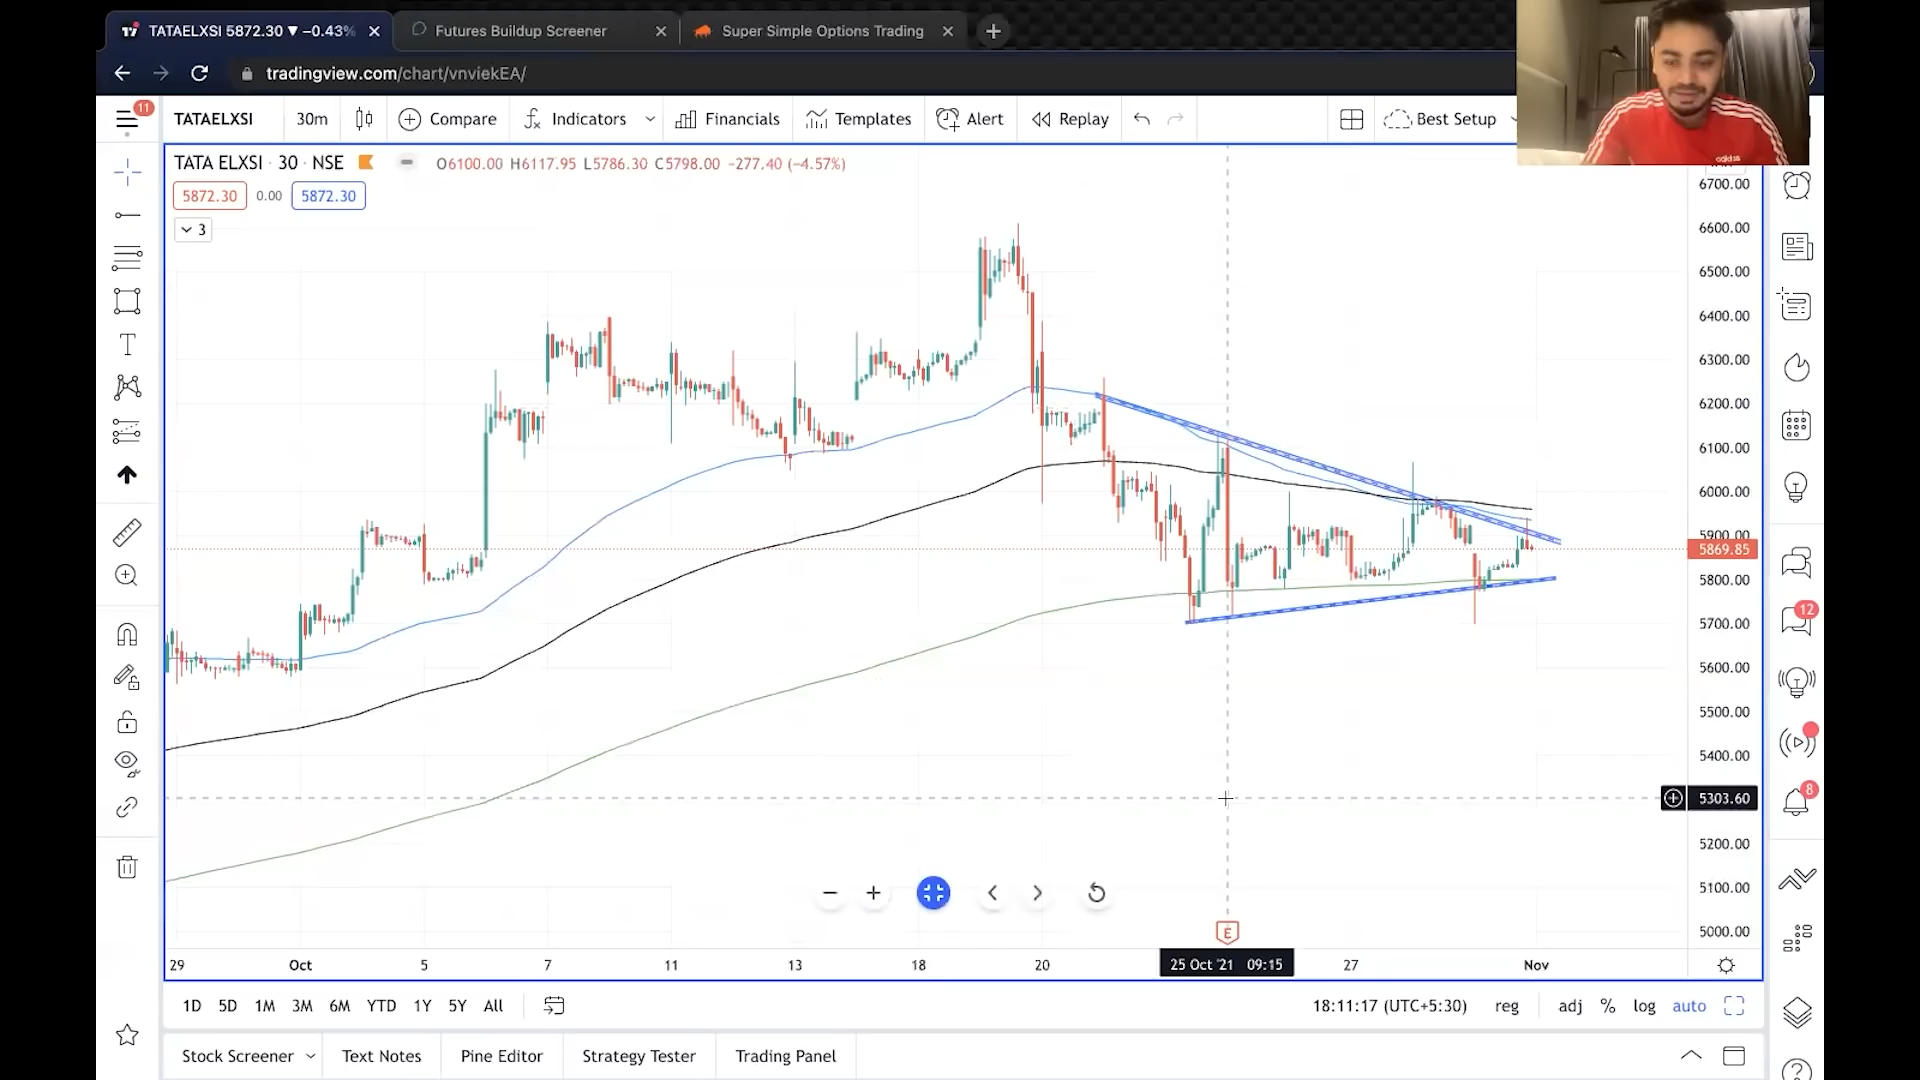 TATAELXSI 5872.30 ▼ −0.43%
Futures Buildup Screener
Super Simple Options Trading
tradingview.com/chart/vnviekEA/
11
TATAELXSI 30m Compare Indicators Financials Templates Alert Replay Best Setup
TATA ELXSI · 30 · NSE O6100.00 H6117.95 L5786.30 C5798.00 −277.40 (−4.57%)
5872.30 0.00 5872.30
3
adidas
6700.00
6600.00
6500.00
6400.00
6300.00
6200.00
6100.00
6000.00
5900.00
5869.85
5800.00
5700.00
5600.00
5500.00
5400.00
5303.60
5200.00
5100.00
5000.00
12
8
E
29 Oct 5 7 11 13 18 20 25 Oct '21 09:15 27 Nov
1D 5D 1M 3M 6M YTD 1Y 5Y All 18:11:17 (UTC+5:30) reg adj % log auto
Stock Screener Text Notes Pine Editor Strategy Tester Trading Panel